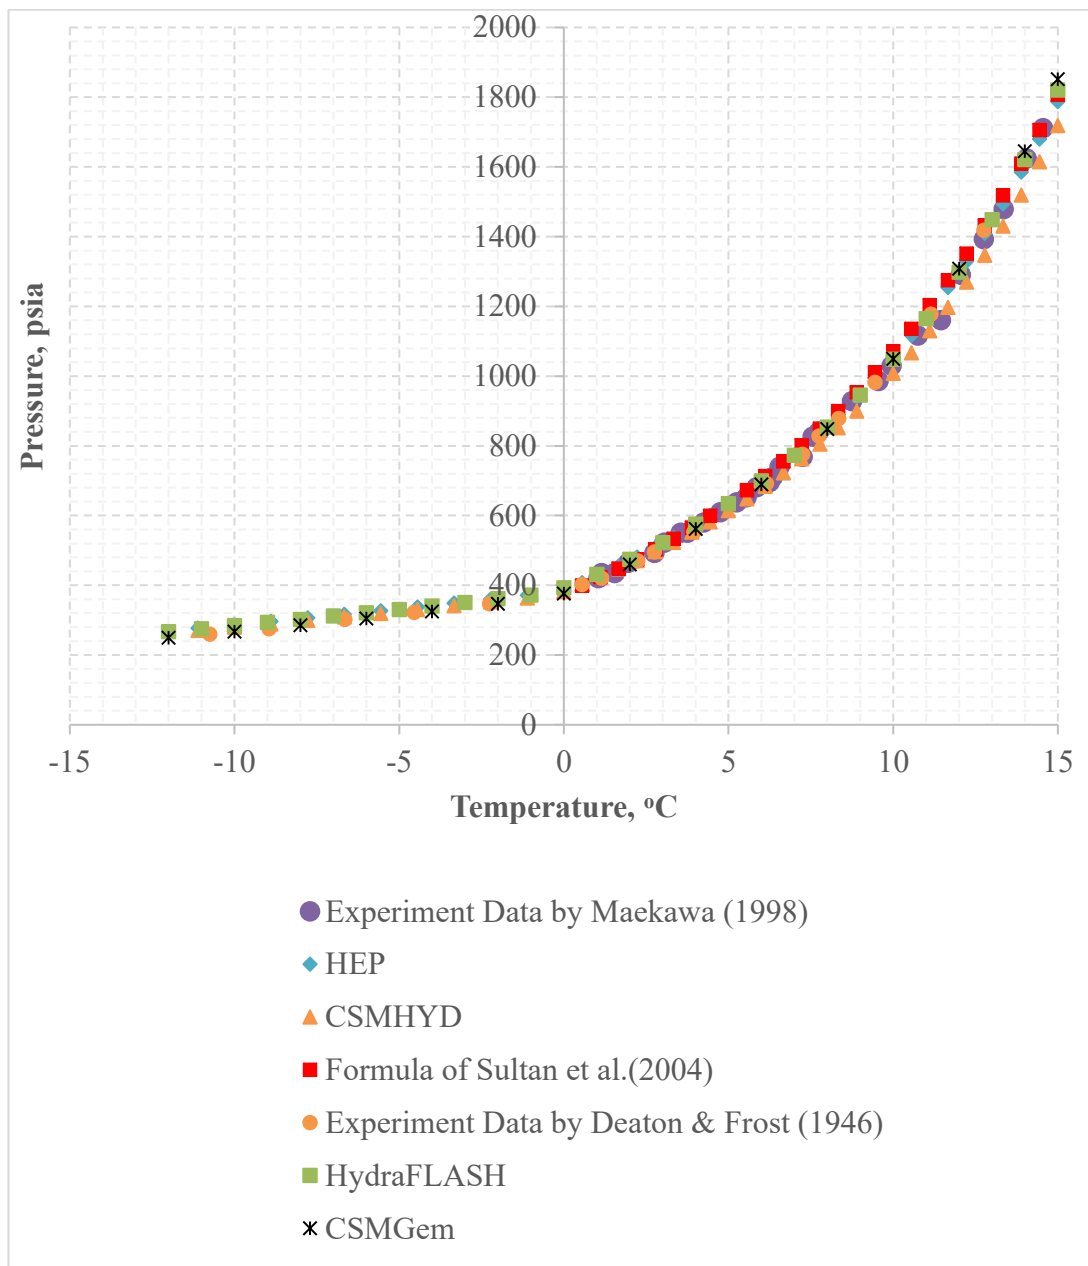 2000
1800
1600
1400
1200
1000
800
600
400
200
0
-15 -10 -5 0 5 10 15
Pressure, psia
Temperature, °C
Experiment Data by Maekawa (1998)
HEP
CSMHYD
Formula of Sultan et al.(2004)
Experiment Data by Deaton & Frost (1946)
HydraFLASH
CSMGem